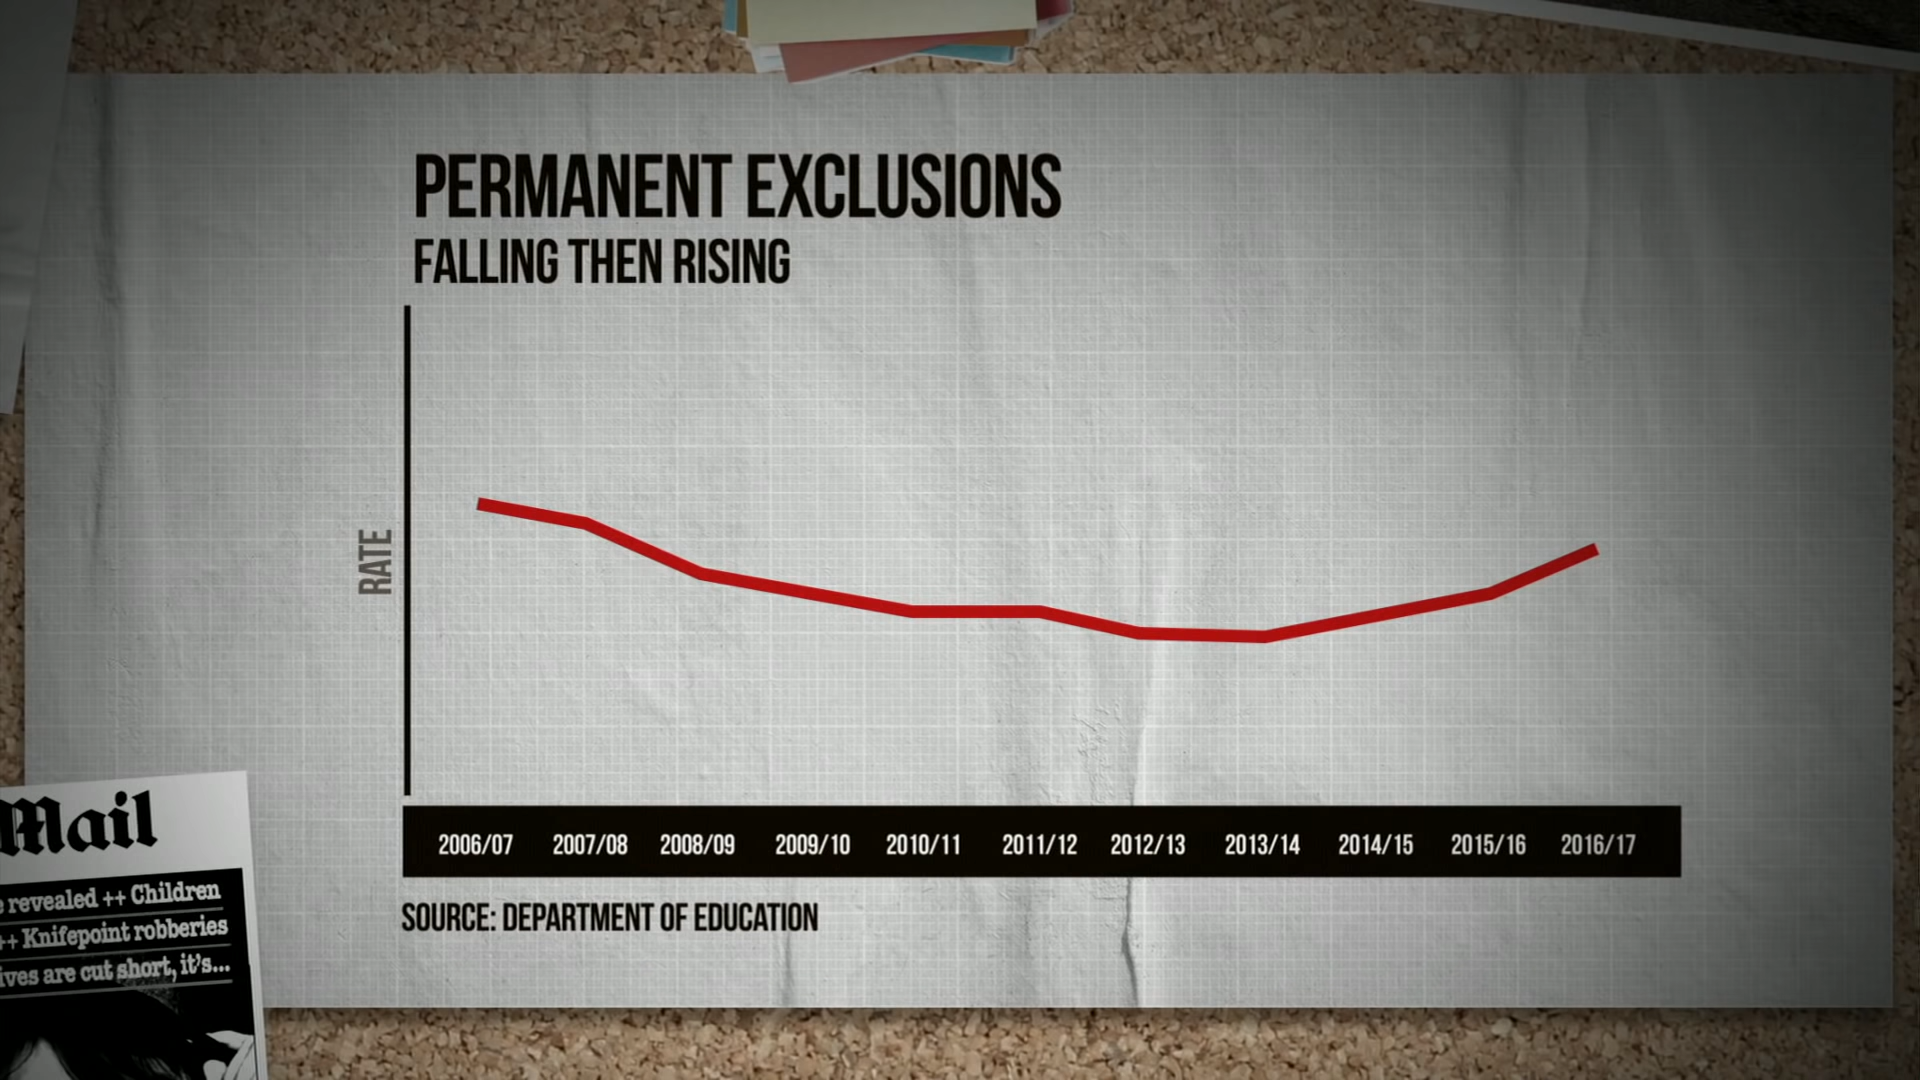 PERMANENT EXCLUSIONS
FALLING THEN RISING
RATE
2006/07 2007/08 2008/09 2009/10 2010/11 2011/12 2012/13 2013/14 2014/15 2015/16 2016/17
SOURCE: DEPARTMENT OF EDUCATION
Mail
revealed ++ Children
++ Knifepoint robberies
are cut short, it's...